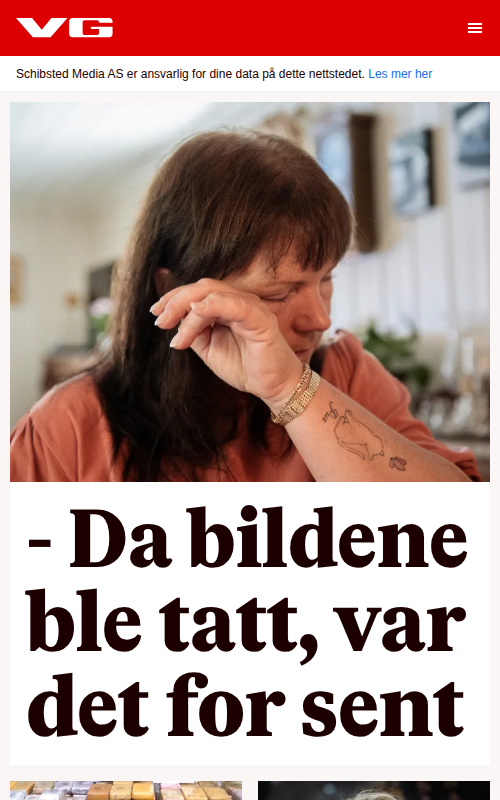 VG
Schibsted Media AS er ansvarlig for dine data på dette nettstedet. Les mer her
- Da bildene
ble tatt, var
det for sent